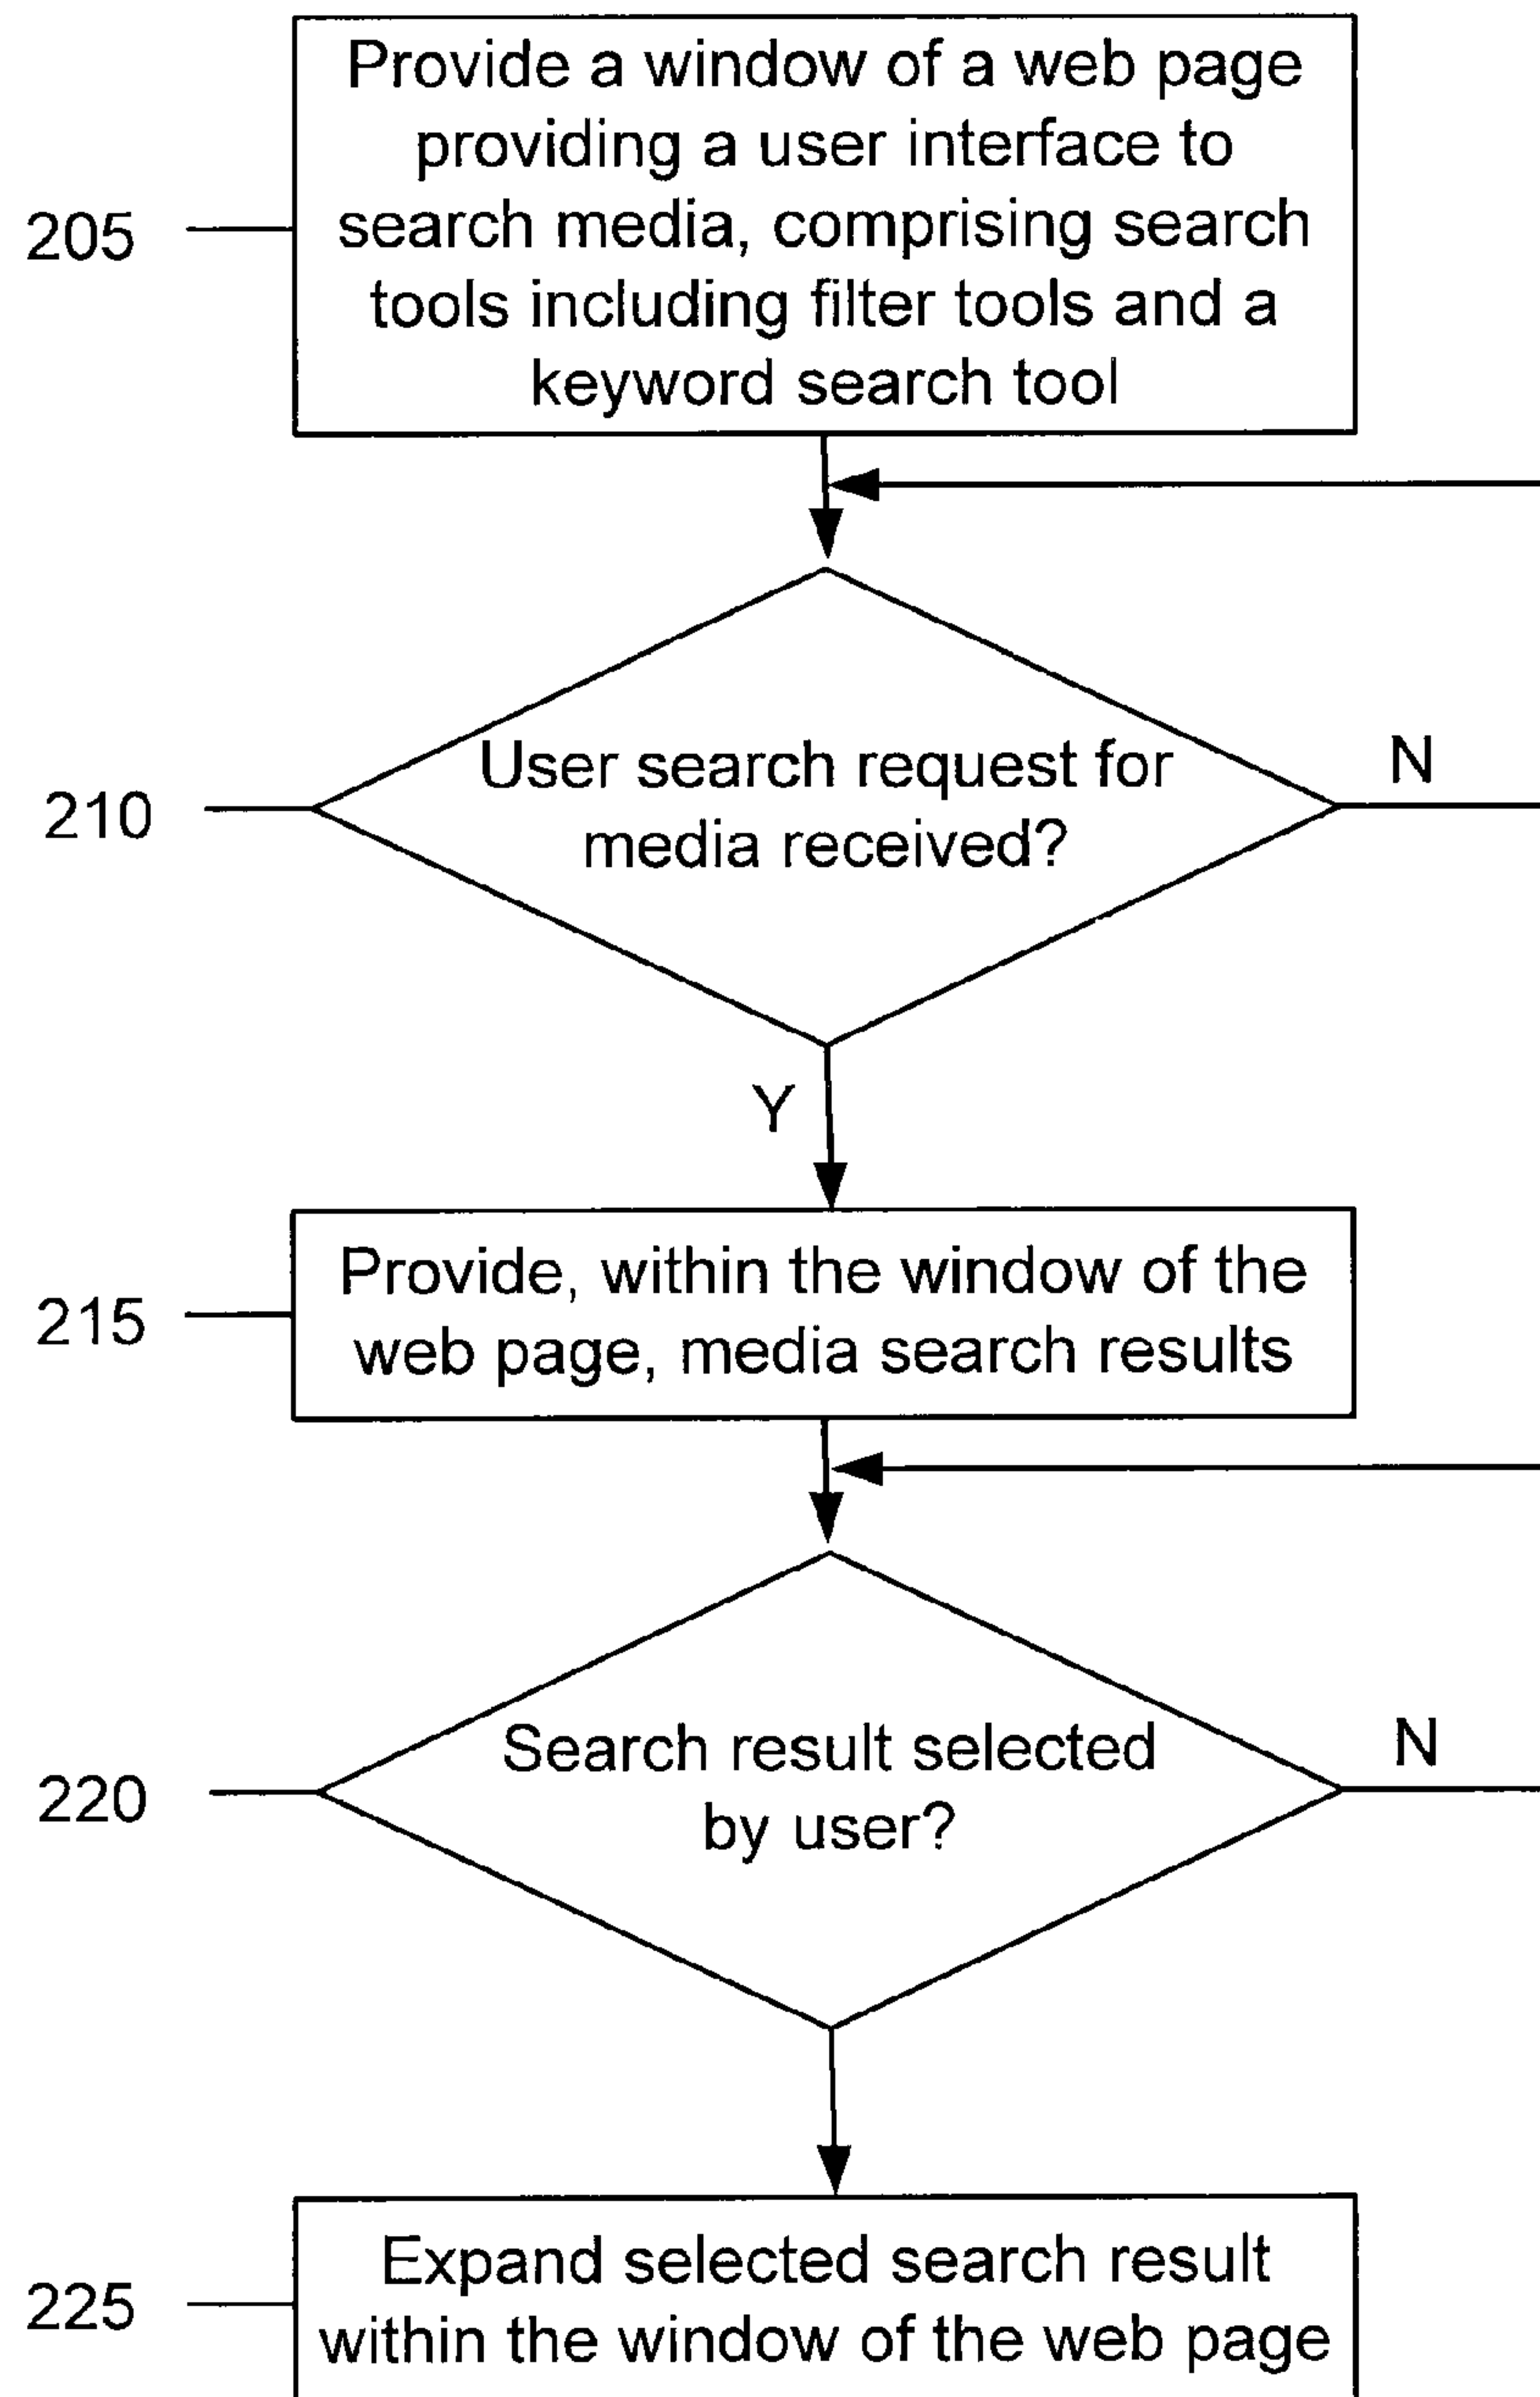 Provide a window of a web page
providing a user interface to
search media, comprising search
tools including filter tools and a
keyword search tool
205
User search request for
media received?
210
N
Y
Provide, within the window of the
web page, media search results
215
Search result selected
by user?
220
N
Expand selected search result
within the window of the web page
225